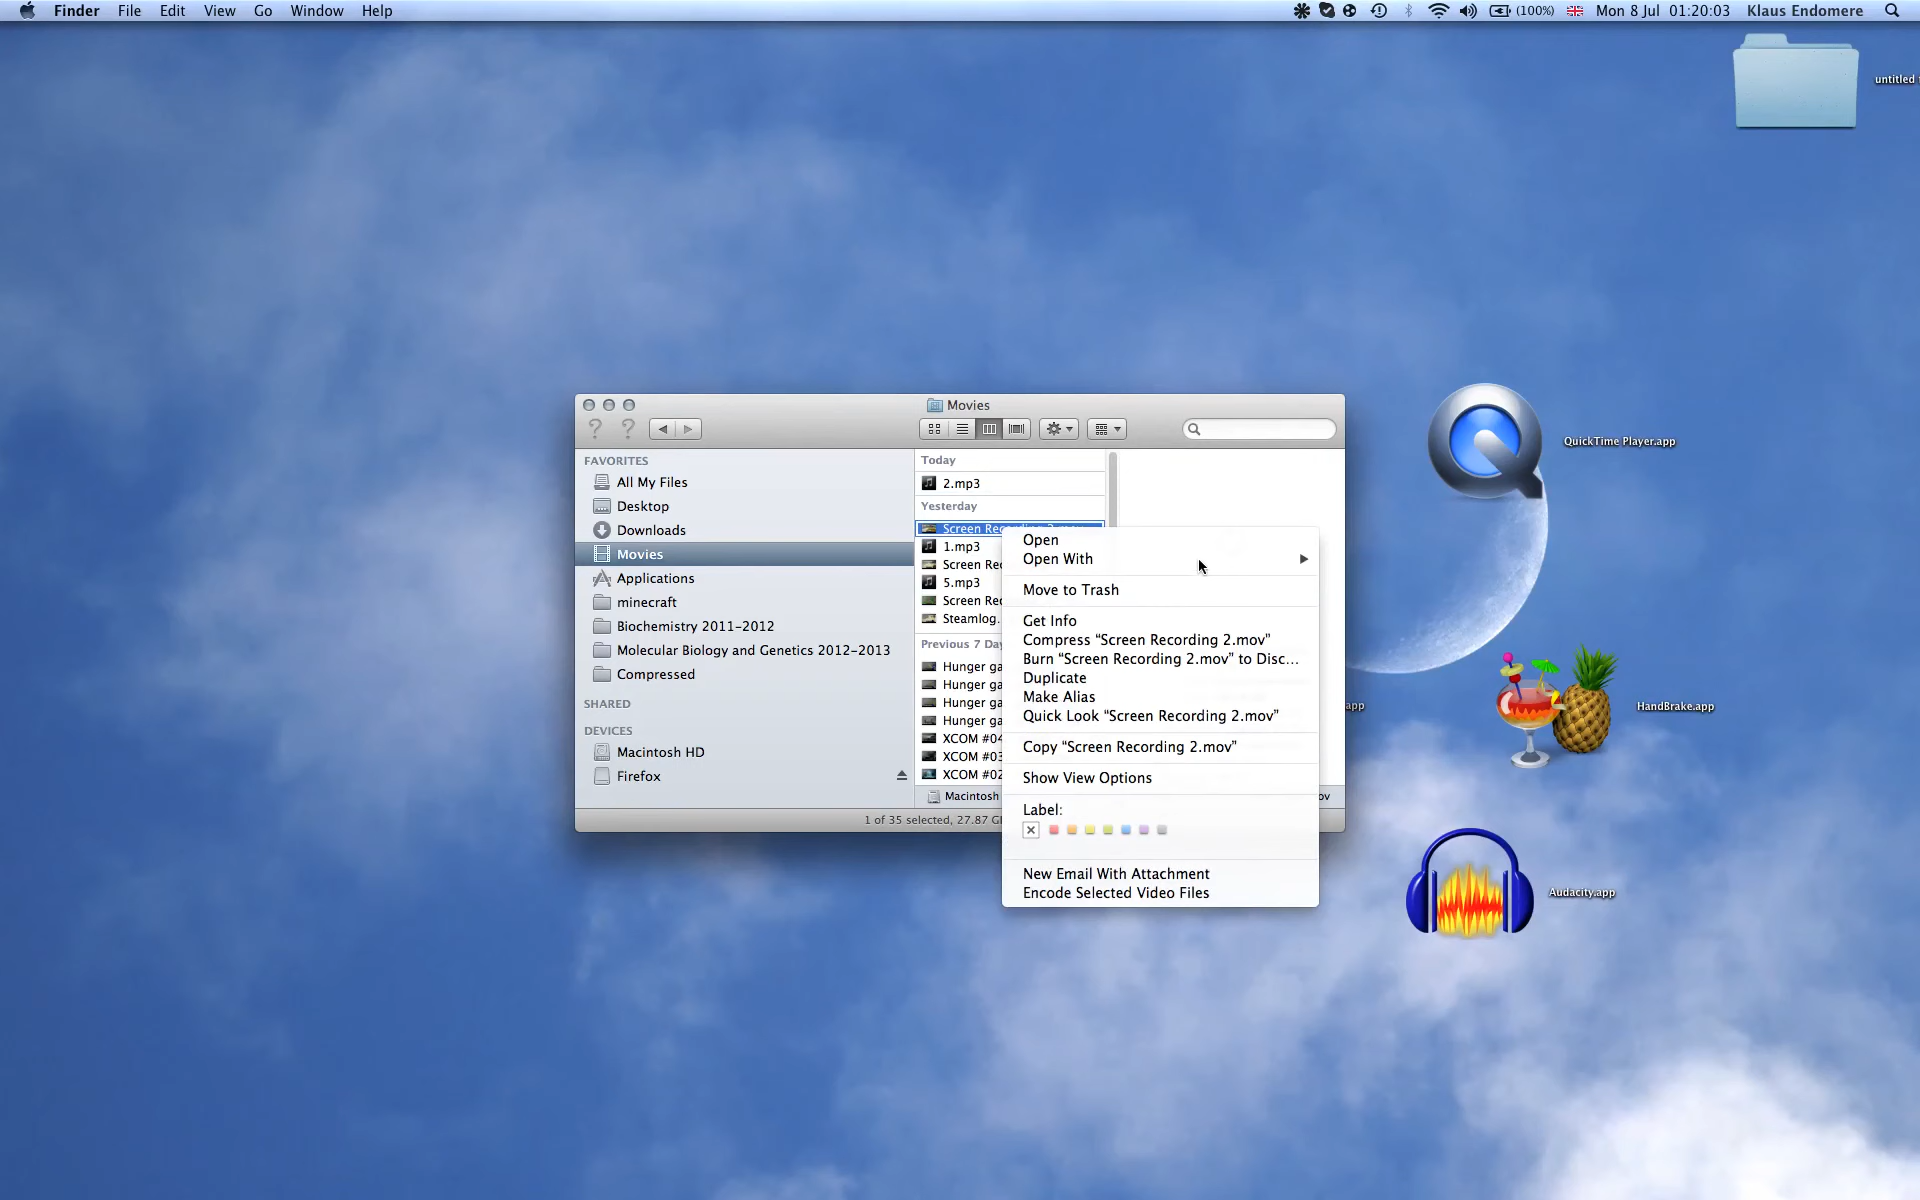 Finder File Edit View Go Window Help (100%) Mon 8 Jul 01:20:03 Klaus Endomere
untitled
Movies
FAVORITES
All My Files
Desktop
Downloads
Movies
Applications
minecraft
Biochemistry 2011-2012
Molecular Biology and Genetics 2012-2013
Compressed
SHARED
DEVICES
Macintosh HD
Firefox
Today
2.mp3
Yesterday
Screen Recording 2.mov
1.mp3
Screen Rec
5.mp3
Screen Rec
Steamlog.
Previous 7 Day
Hunger ga
Hunger ga
Hunger ga
Hunger ga
XCOM #04
XCOM #03
XCOM #02
Macintosh
ov
1 of 35 selected, 27.87 G
Open
Open With
Move to Trash
Get Info
Compress “Screen Recording 2.mov”
Burn “Screen Recording 2.mov” to Disc...
Duplicate
Make Alias
Quick Look “Screen Recording 2.mov”
Copy “Screen Recording 2.mov”
Show View Options
Label:
New Email With Attachment
Encode Selected Video Files
QuickTime Player.app
app
HandBrake.app
Audacity.app